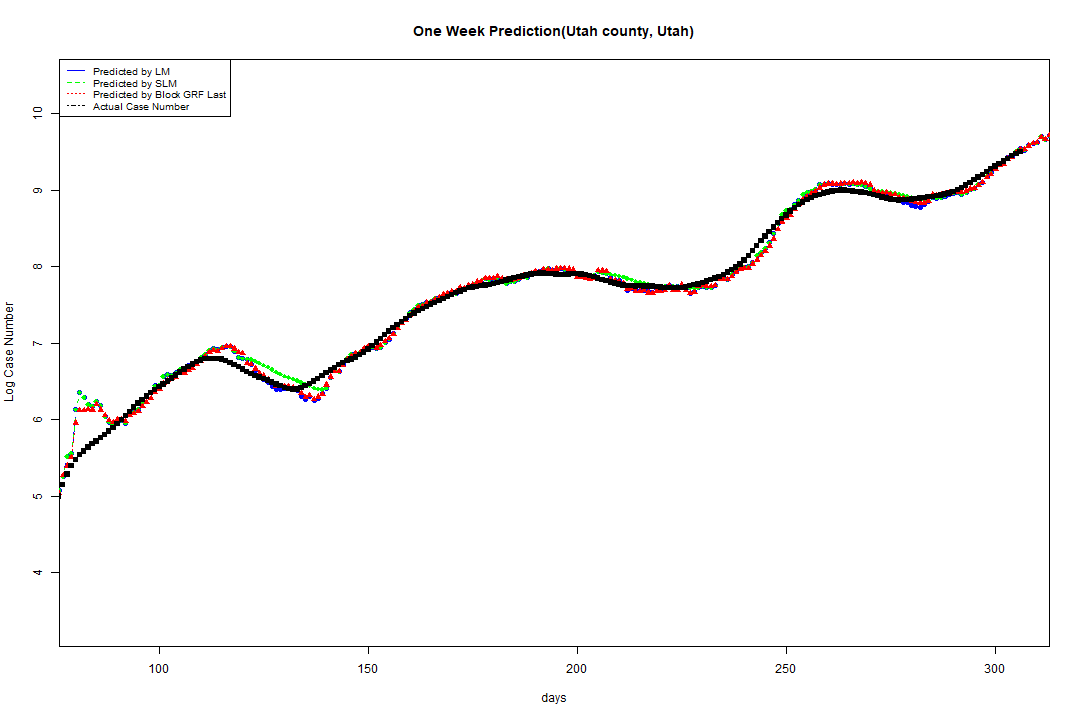 One Week Prediction(Utah county, Utah)
Predicted by LM
Predicted by SLM
Predicted by Block GRF Last
Actual Case Number
Log Case Number
10
9
8
7
6
5
4
100 150 200 250 300
days